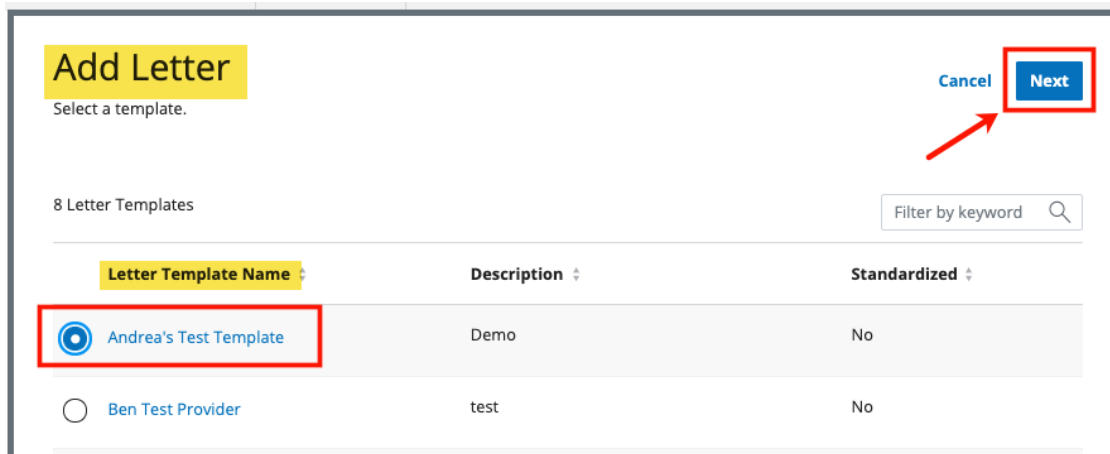 Add Letter
Cancel Next
Select a template.
8 Letter Templates
Filter by keyword
Letter Template Name Description Standardized
Andrea's Test Template Demo No
Ben Test Provider test No